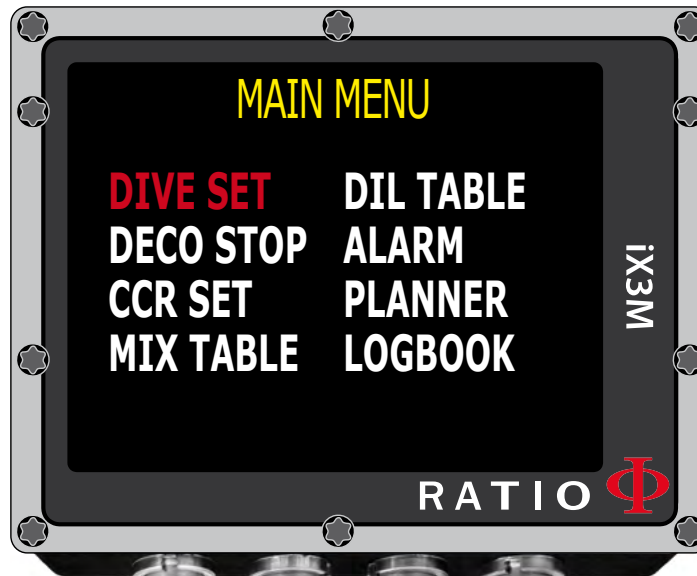 MAIN MENU
DIVE SET DIL TABLE
DECO STOP ALARM
CCR SET PLANNER
MIX TABLE LOGBOOK
iX3M
RATIO Φ